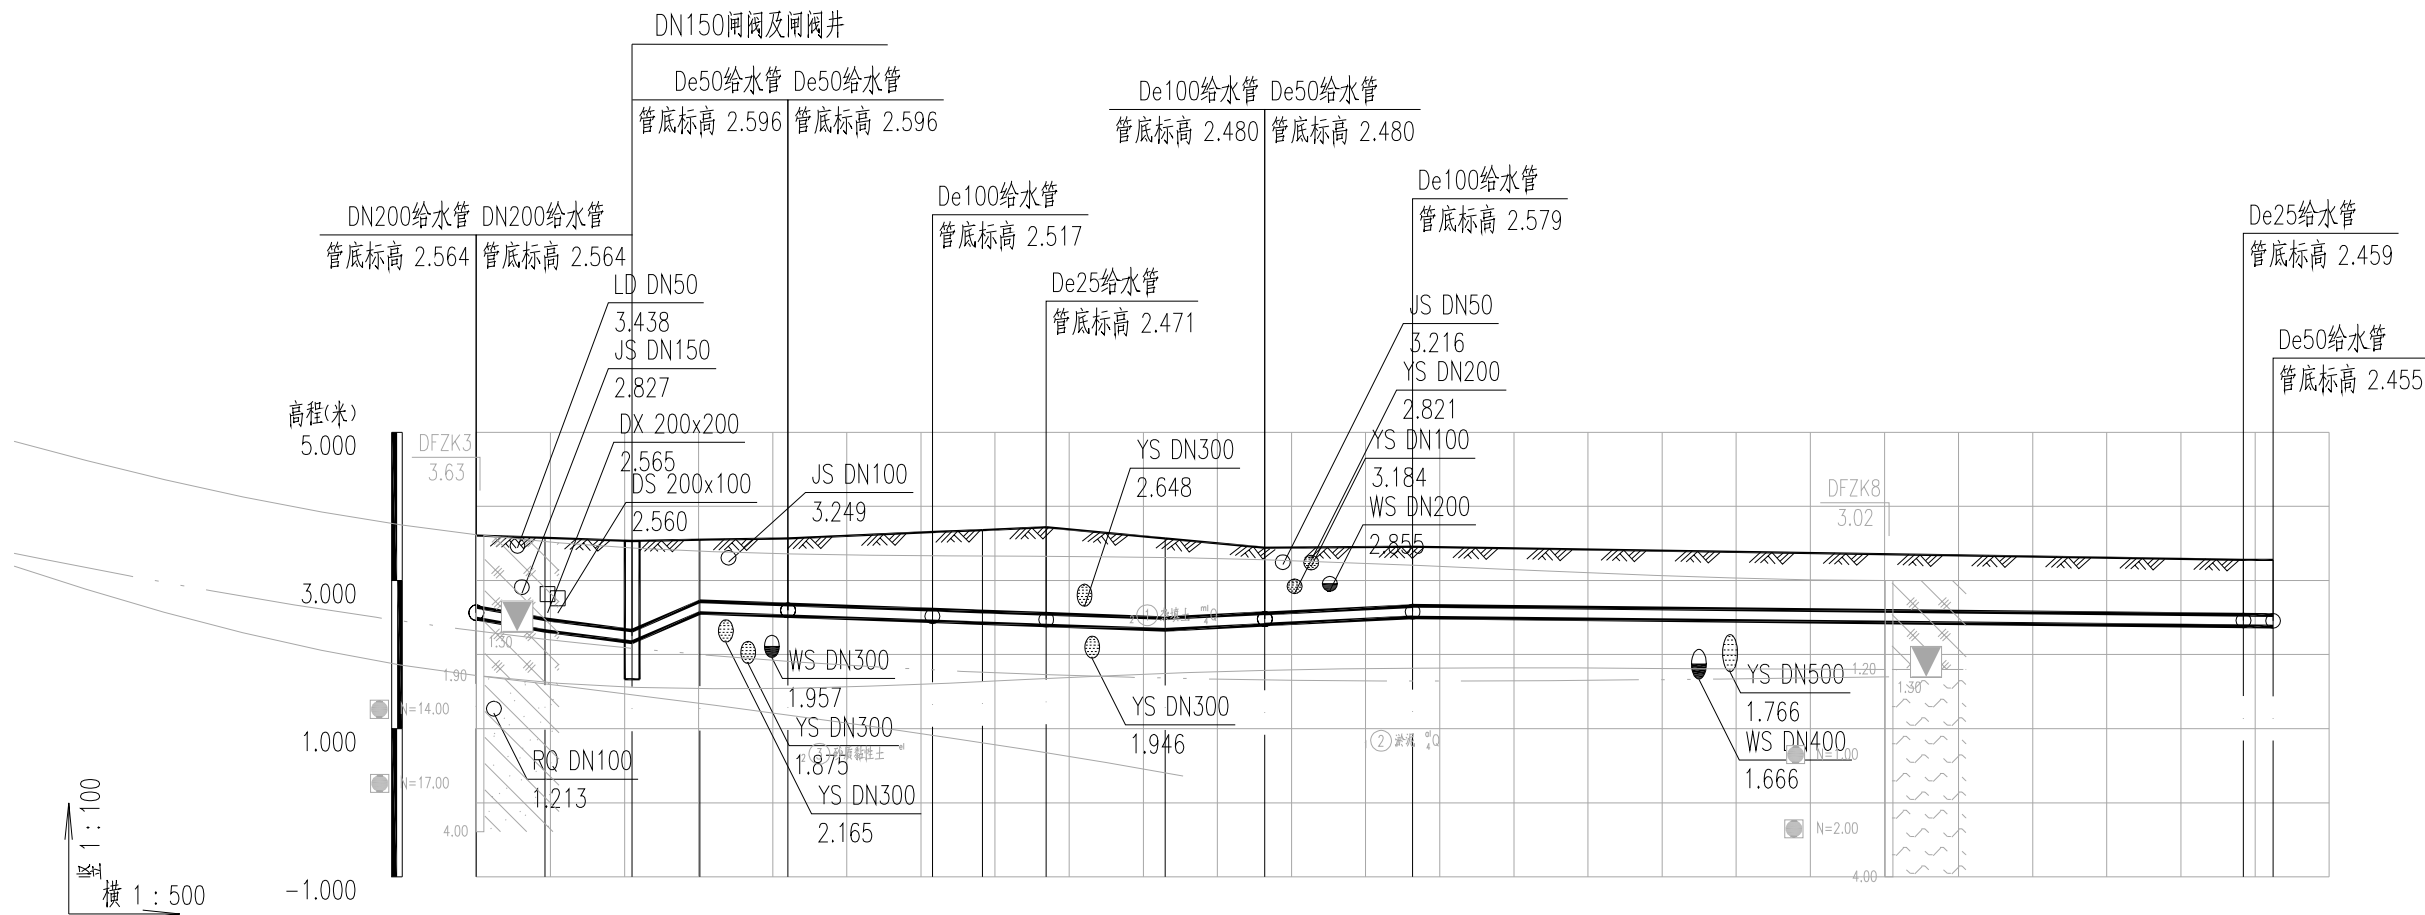 DN150闸阀及闸阀井
De50给水管 De50给水管
管底标高 2.596 管底标高 2.596
De100给水管 De50给水管
管底标高 2.480 管底标高 2.480
De100给水管
管底标高 2.579
De100给水管
管底标高 2.517
DN200给水管 DN200给水管
管底标高 2.564 管底标高 2.564
De25给水管
管底标高 2.459
De25给水管
管底标高 2.471
De50给水管
管底标高 2.455
LD DN50
3.438
JS DN150
2.827
DX 200x200
2.565
DS 200x100
2.560
JS DN100
3.249
YS DN300
2.648
JS DN50
3.216
YS DN200
2.821
YS DN100
3.184
WS DN200
2.855
高程(米)
5.000
3.000
1.000
-1.000
DFZK3
3.63
DFZK8
3.02
1.30
1.90
4.00
N=14.00
N=17.00
RQ DN100
1.213
WS DN300
1.957
YS DN300
1.875
YS DN300
2.165
③砂质黏性土
YS DN300
1.946
①
②淤泥
YS DN500
1.766
WS DN400
1.666
1.20
1.30
N=1.00
N=2.00
4.00
竖 1:100
横 1:500